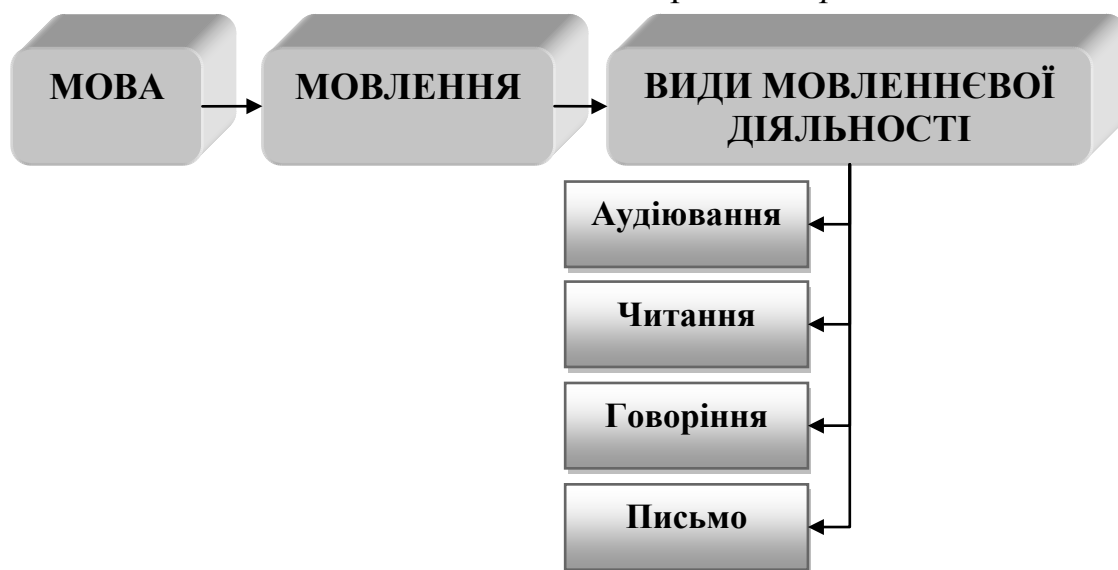 МОВА
МОВЛЕННЯ
ВИДИ МОВЛЕННЄВОЇ
ДІЯЛЬНОСТІ
Аудіювання
Читання
Говоріння
Письмо